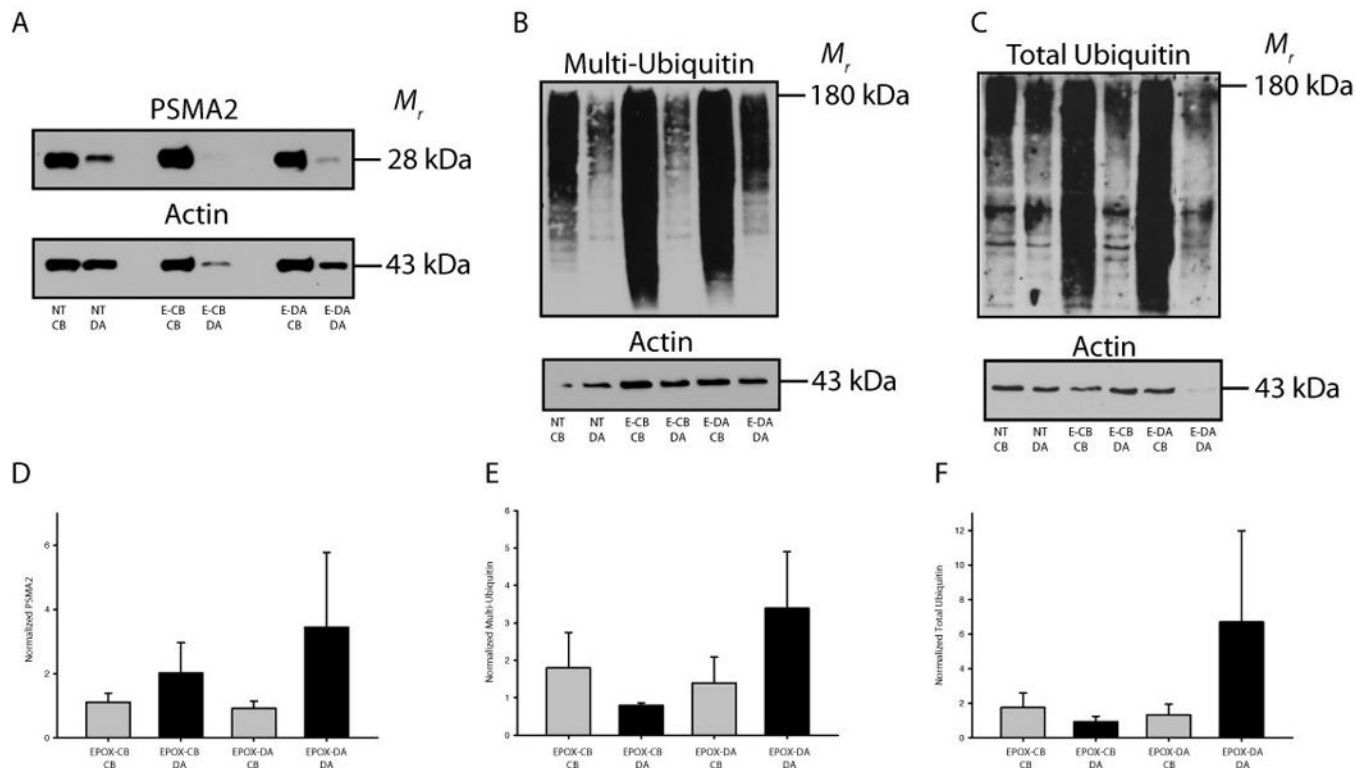 A
PSMA2
M_r
28 kDa
Actin
43 kDa
NT NT E-CB E-CB E-DA E-DA
CB DA CB DA CB DA
B
Multi-Ubiquitin
M_r
180 kDa
Actin
43 kDa
NT NT E-CB E-CB E-DA E-DA
CB DA CB DA CB DA
C
Total Ubiquitin
M_r
180 kDa
Actin
43 kDa
NT NT E-CB E-CB E-DA E-DA
CB DA CB DA CB DA
D
Normalized PSMA2
6
4
2
0
EPOX-CB EPOX-CB EPOX-DA EPOX-DA
CB DA CB DA
E
Normalized Multi-Ubiquitin
6
5
4
3
2
1
0
EPOX-CB EPOX-CB EPOX-DA EPOX-DA
CB DA CB DA
F
Normalized Total Ubiquitin
12
10
8
6
4
2
0
EPOX-CB EPOX-CB EPOX-DA EPOX-DA
CB DA CB DA